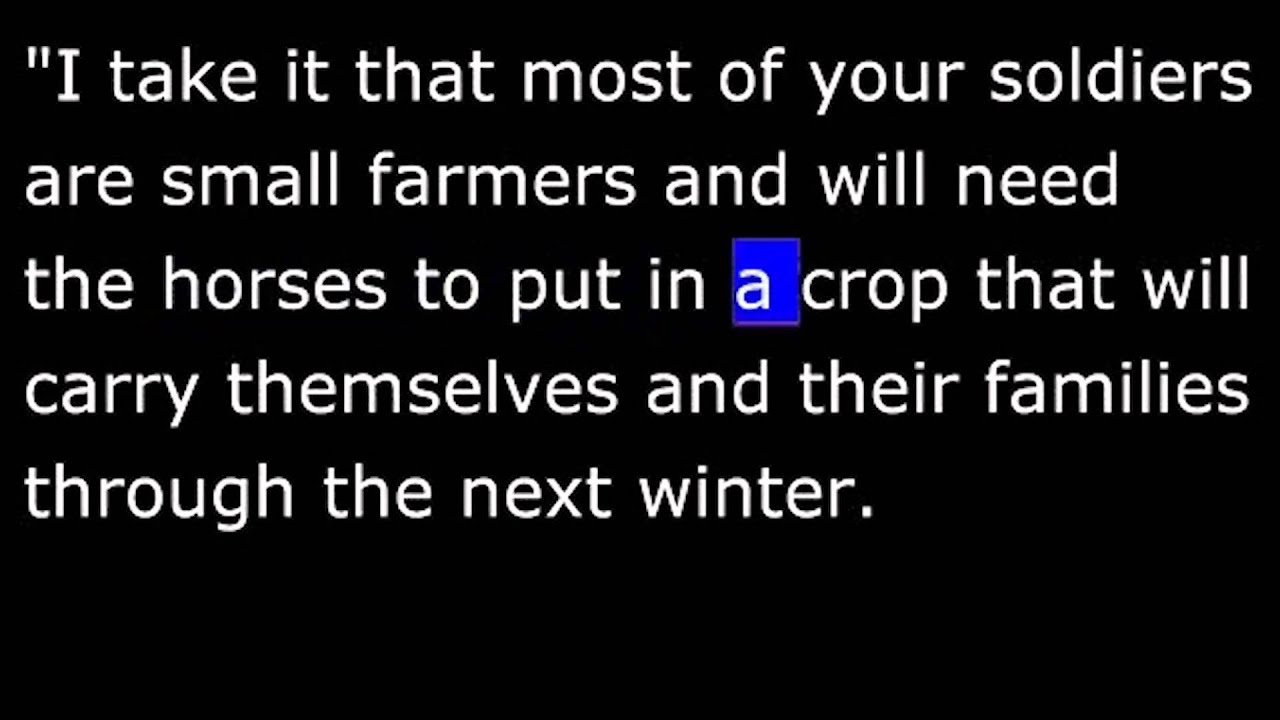 "I take it that most of your soldiers
are small farmers and will need
the horses to put in a crop that will
carry themselves and their families
through the next winter.